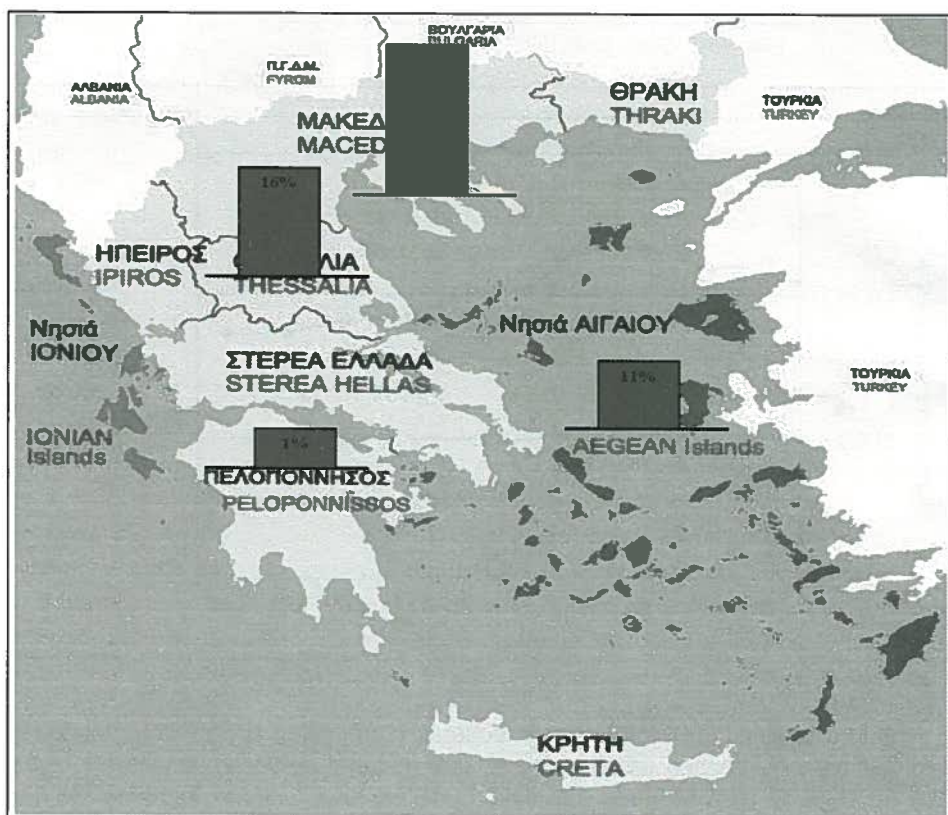 ΒΟΥΛΓΑΡΙΑ
BULGARIA
Π.Γ.Δ.Μ.
FYROM
ΑΛΒΑΝΙΑ
ALBANIA
ΘΡΑΚΗ
THRAKI
ΤΟΥΡΚΙΑ
TURKEY
ΜΑΚΕΔ
MACED
16%
ΗΠΕΙΡΟΣ
IPIROS
ΛΙΑ
THESSALIA
Νησιά
ΙΟΝΙΟΥ
Νησιά ΑΙΓΑΙΟΥ
ΣΤΕΡΕΑ ΕΛΛΑΔΑ
STEREA HELLAS
11%
ΤΟΥΡΚΙΑ
TURKEY
IONIAN
Islands
1%
AEGEAN Islands
ΠΕΛΟΠΟΝΝΗΣΟΣ
PELOPONNISSOS
ΚΡΗΤΗ
CRETA